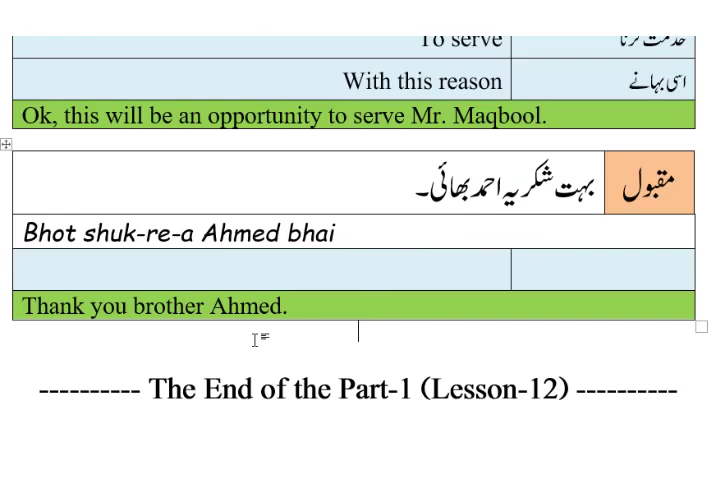 To serve خدمت کرنا
With this reason اسی بہانے
Ok, this will be an opportunity to serve Mr. Maqbool.
مقبول بہت شکریہ احمد بھائی۔
Bhot shuk-re-a Ahmed bhai
Thank you brother Ahmed.
---------- The End of the Part-1 (Lesson-12) ----------